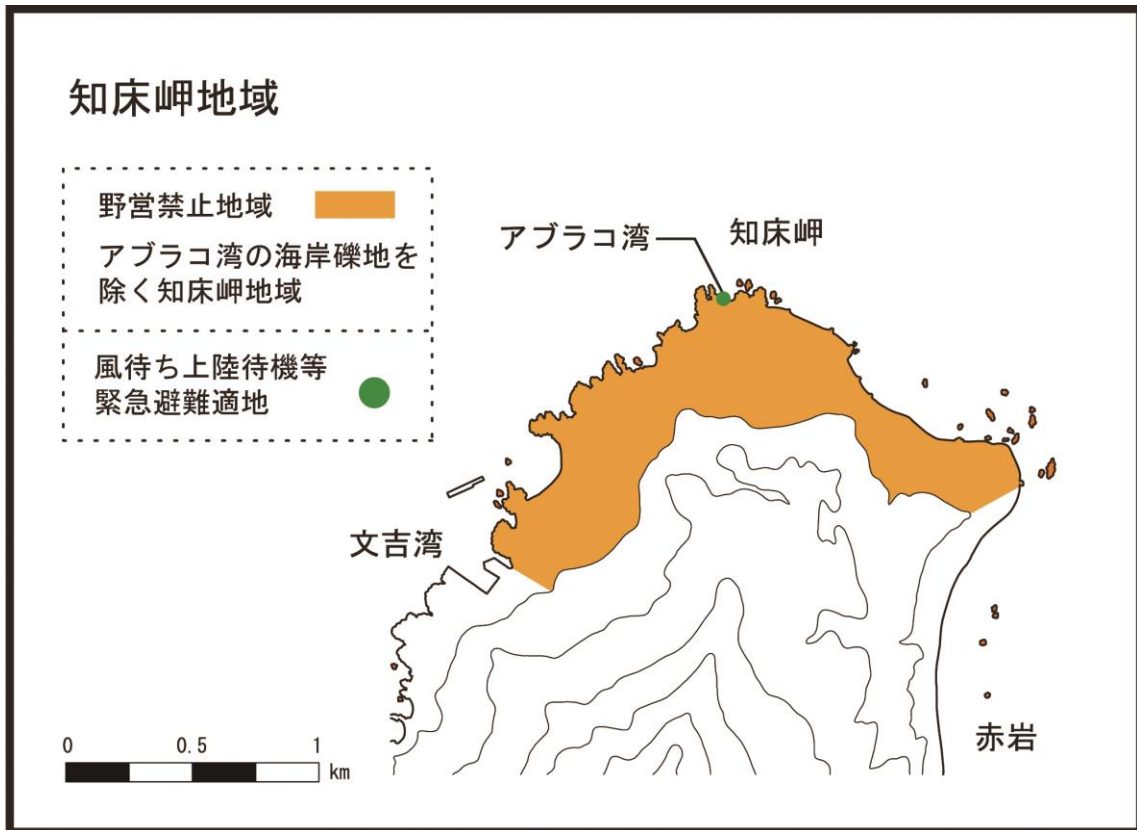 知床岬地域
野営禁止地域
アブラコ湾の海岸礫地を
除く知床岬地域
風待ち上陸待機等
緊急避難適地
アブラコ湾
知床岬
文吉湾
赤岩
0 0.5 1
km